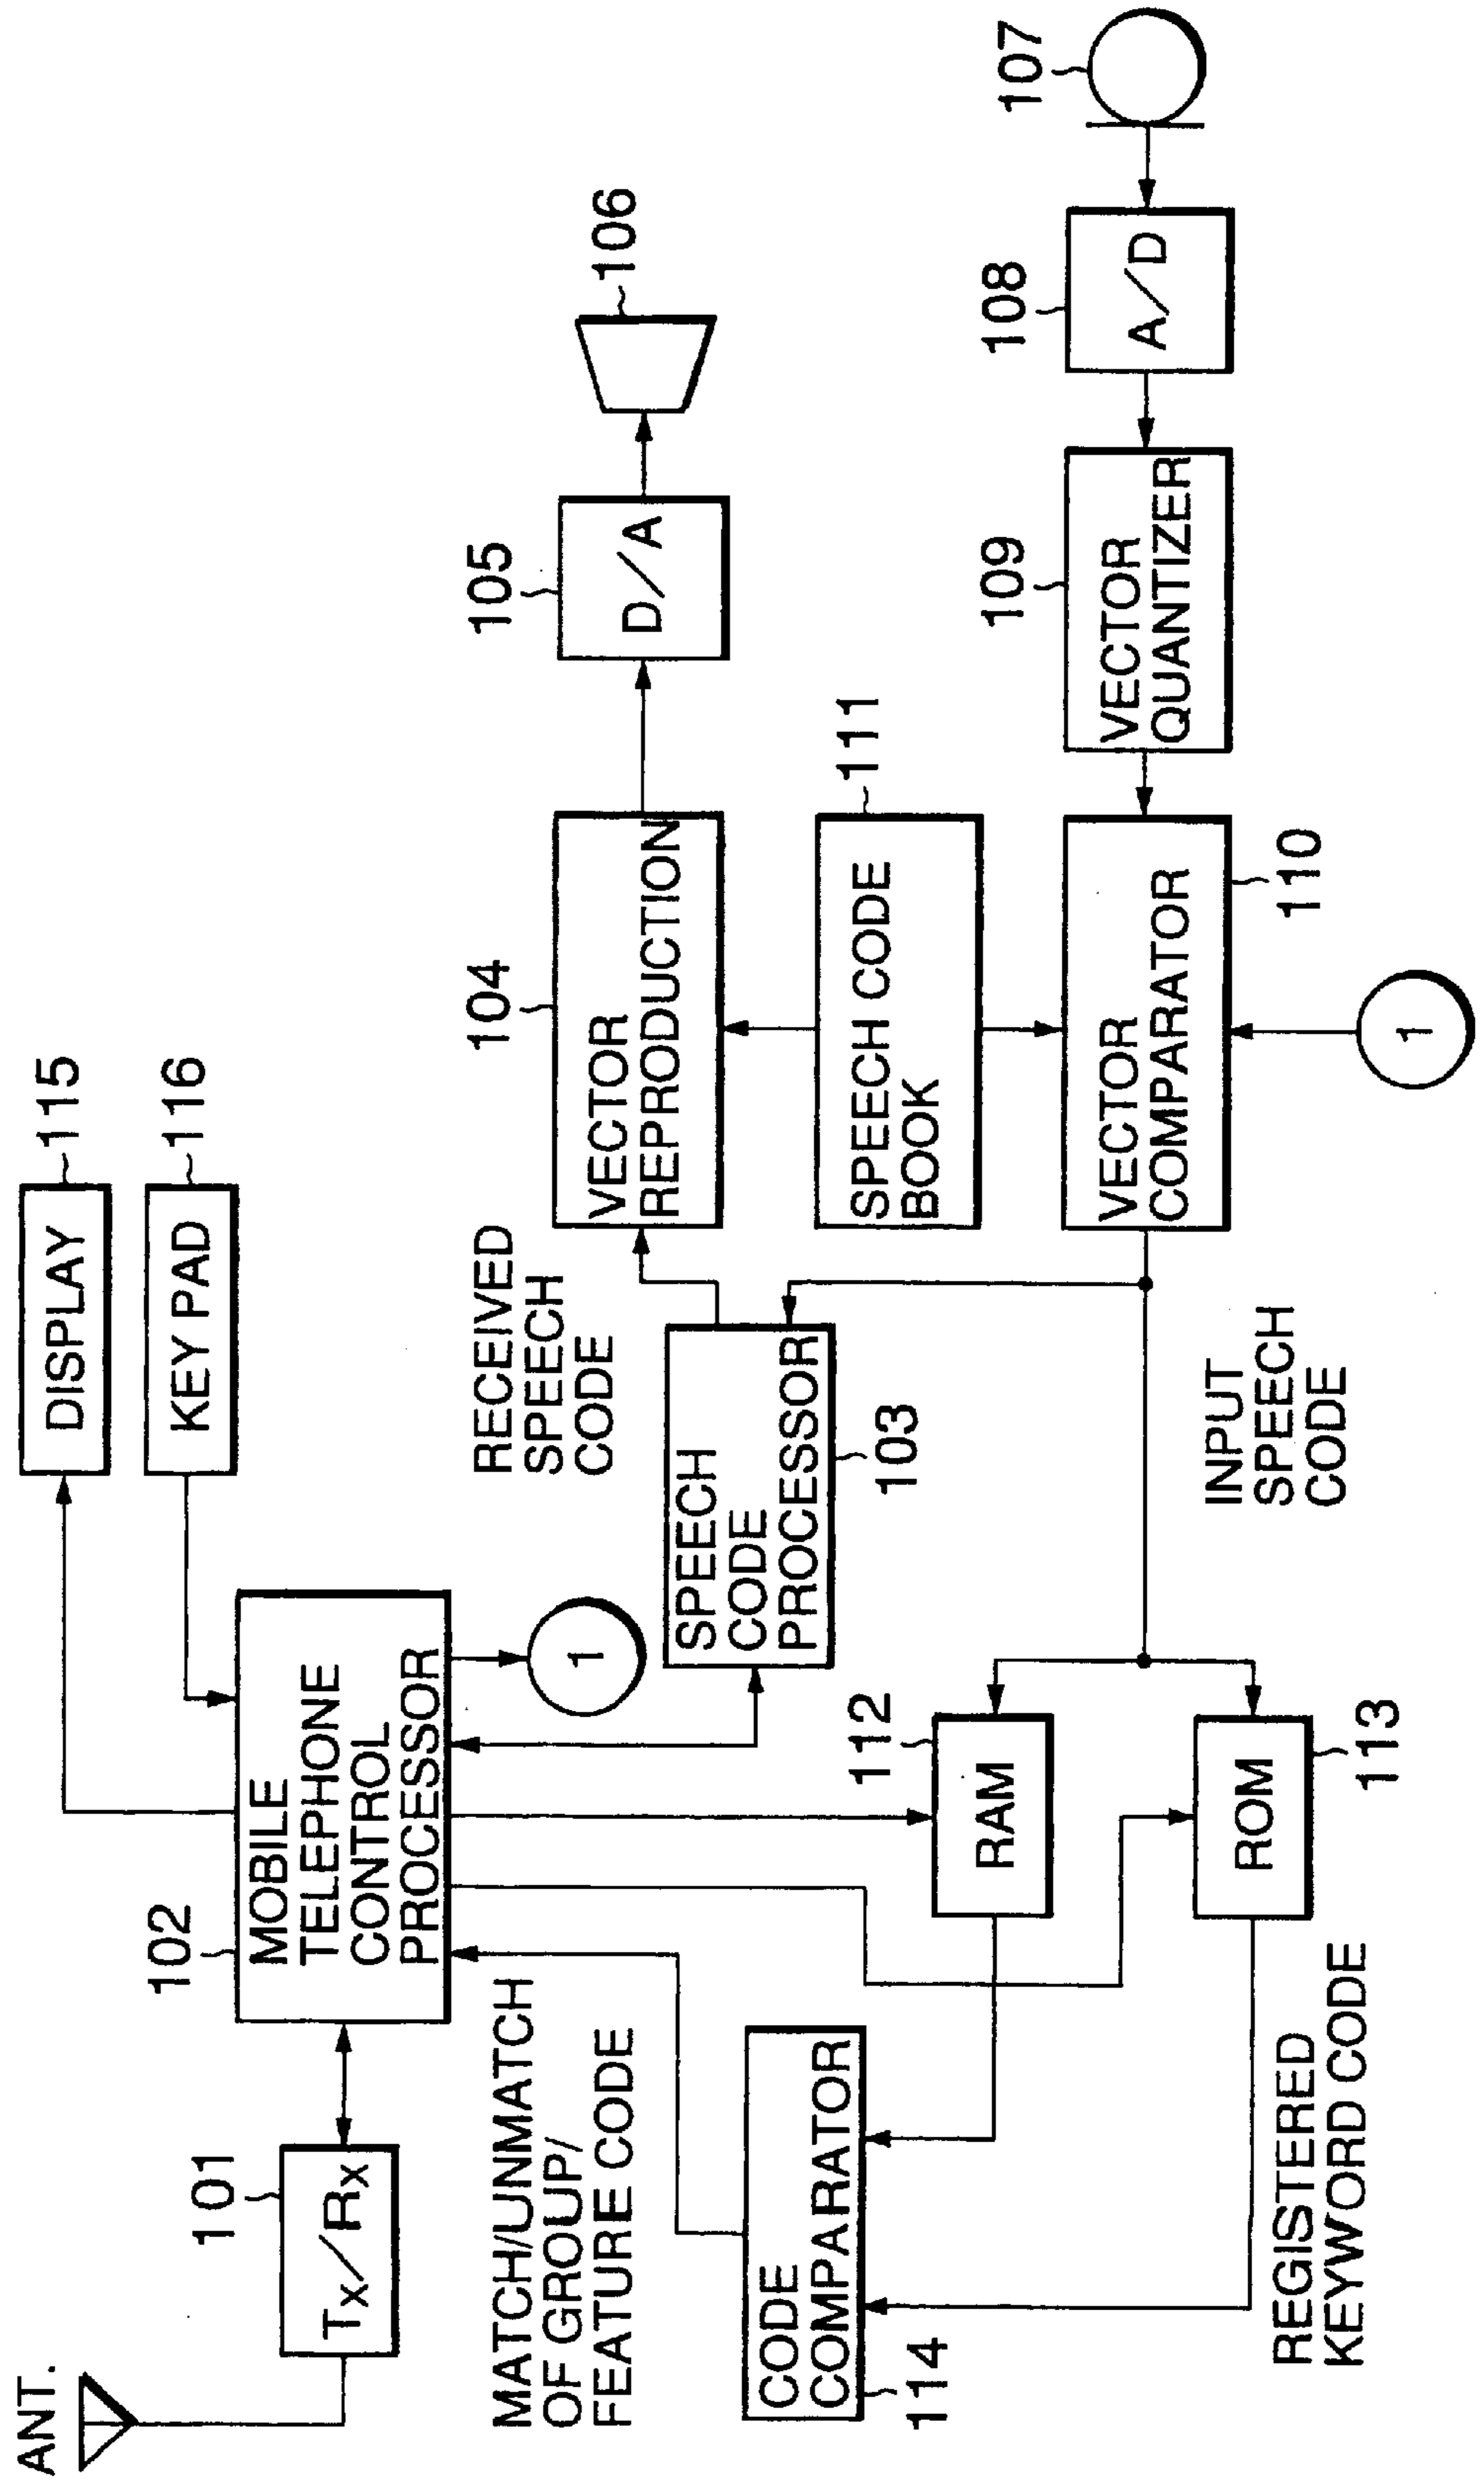 ANT.
101
Tx/Rx
102
MOBILE
TELEPHONE
CONTROL
PROCESSOR
DISPLAY
115
KEY PAD
116
1
MATCH/UNMATCH
OF GROUP/
FEATURE CODE
RECEIVED
SPEECH
CODE
104
VECTOR
REPRODUCTION
105
D/A
106
SPEECH
CODE
PROCESSOR
103
SPEECH CODE
BOOK
111
114
CODE
COMPARATOR
112
RAM
113
ROM
REGISTERED
KEYWORD CODE
INPUT
SPEECH
CODE
VECTOR
COMPARATOR
110
1
109
VECTOR
QUANTIZER
108
A/D
107